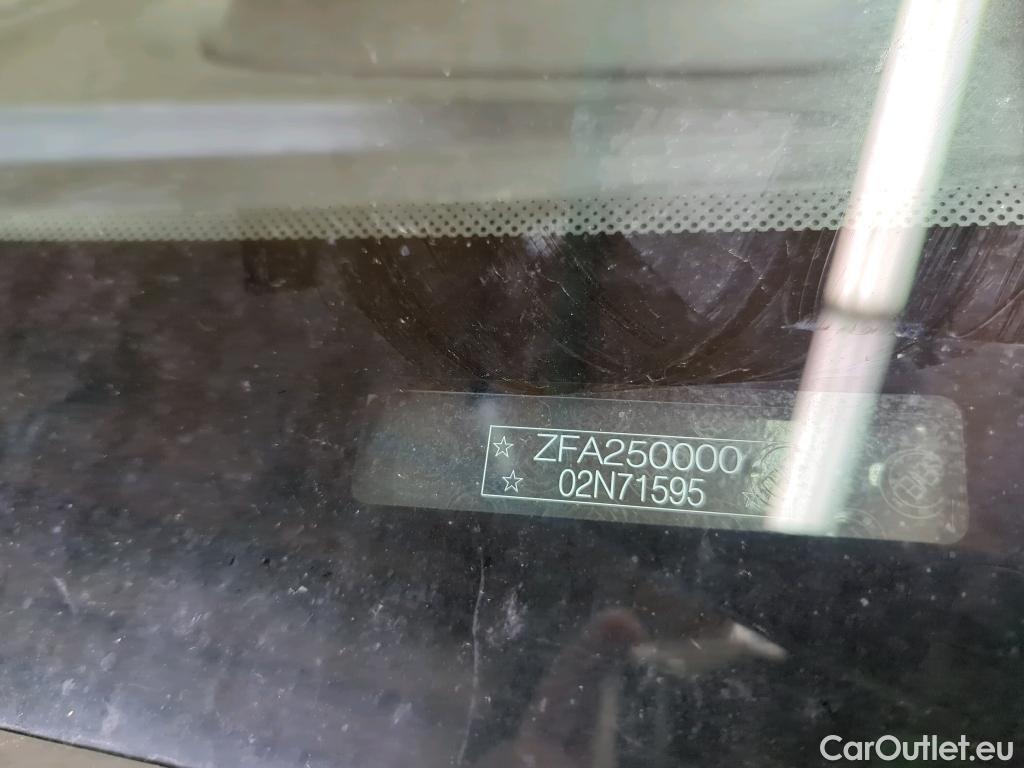 ☆ ZFA250000
☆ 02N71595 ☆
CarOutlet.eu